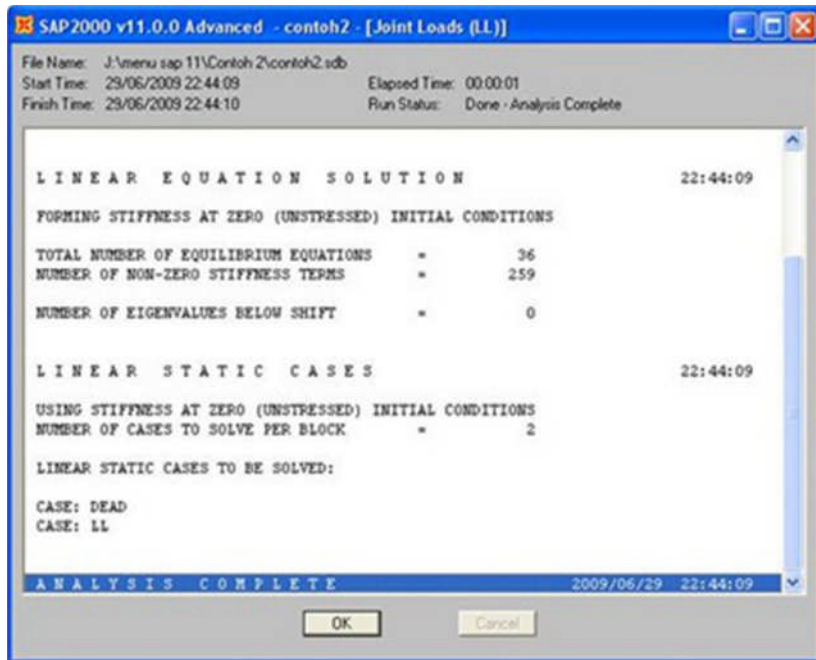 SAP2000 v11.0.0 Advanced - contoh2 - [Joint Loads (LL)]
File Name: J:\menu sap 11\Contoh 2\contoh2.sdb
Start Time: 29/06/2009 22:44:09 Elapsed Time: 00:00:01
Finish Time: 29/06/2009 22:44:10 Run Status: Done - Analysis Complete
L I N E A R   E Q U A T I O N   S O L U T I O N 22:44:09
FORMING STIFFNESS AT ZERO (UNSTRESSED) INITIAL CONDITIONS
TOTAL NUMBER OF EQUILIBRIUM EQUATIONS = 36
NUMBER OF NON-ZERO STIFFNESS TERMS = 259
NUMBER OF EIGENVALUES BELOW SHIFT = 0
L I N E A R   S T A T I C   C A S E S 22:44:09
USING STIFFNESS AT ZERO (UNSTRESSED) INITIAL CONDITIONS
NUMBER OF CASES TO SOLVE PER BLOCK = 2
LINEAR STATIC CASES TO BE SOLVED:
CASE: DEAD
CASE: LL
A N A L Y S I S   C O M P L E T E 2009/06/29 22:44:09
OK Cancel